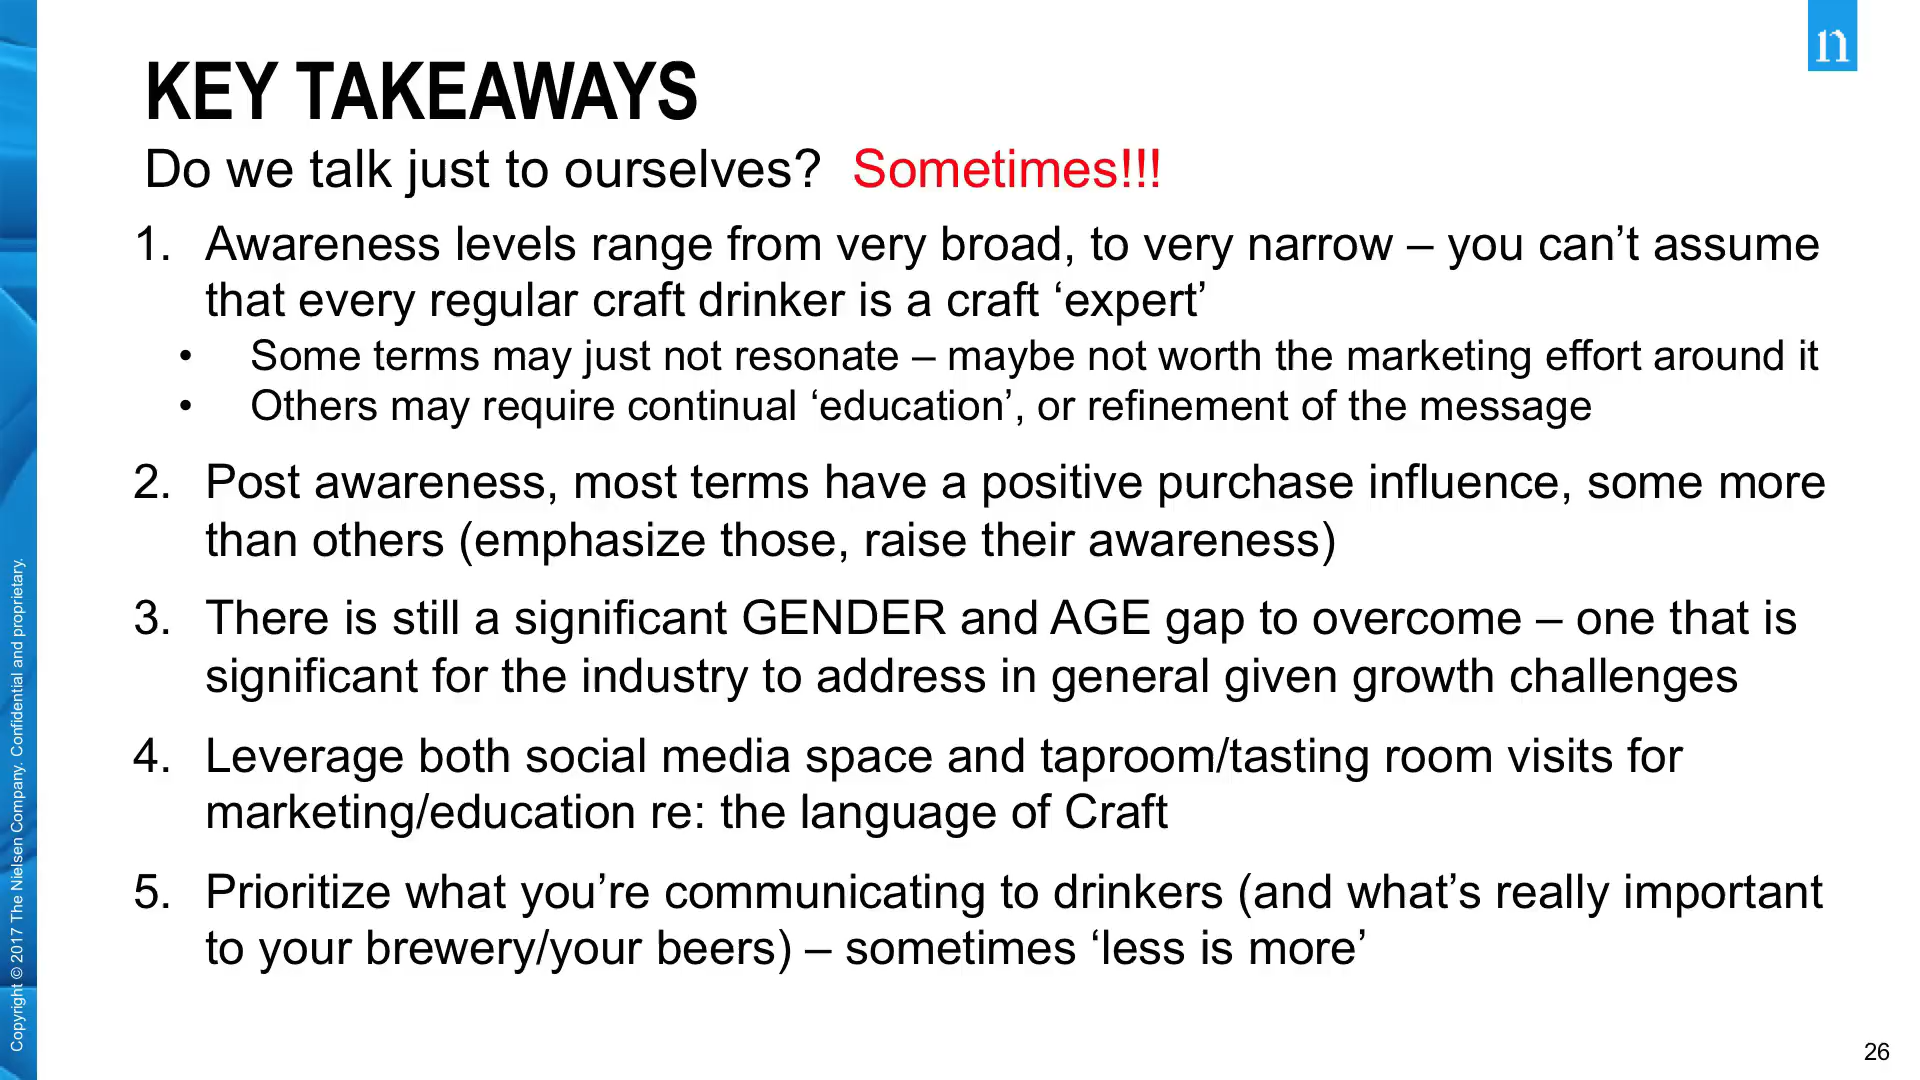 n
KEY TAKEAWAYS
Do we talk just to ourselves? Sometimes!!!
1. Awareness levels range from very broad, to very narrow – you can’t assume
that every regular craft drinker is a craft ‘expert’
• Some terms may just not resonate – maybe not worth the marketing effort around it
• Others may require continual ‘education’, or refinement of the message
2. Post awareness, most terms have a positive purchase influence, some more
than others (emphasize those, raise their awareness)
3. There is still a significant GENDER and AGE gap to overcome – one that is
significant for the industry to address in general given growth challenges
4. Leverage both social media space and taproom/tasting room visits for
marketing/education re: the language of Craft
5. Prioritize what you’re communicating to drinkers (and what’s really important
to your brewery/your beers) – sometimes ‘less is more’
Copyright © 2017 The Nielsen Company. Confidential and proprietary.
26